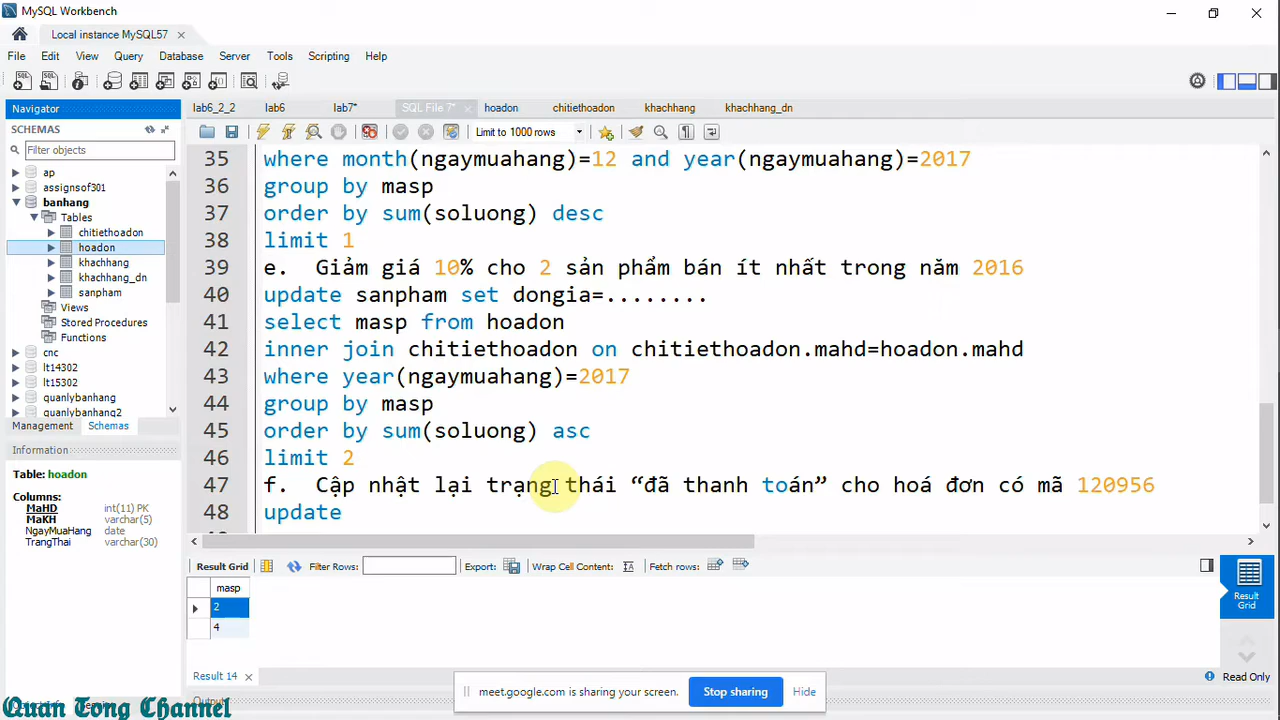 MySQL Workbench
Local instance MySQL57
File Edit View Query Database Server Tools Scripting Help
Navigator
lab6_2_2 lab6 lab7* SQL File 7* hoadon chitiethoadon khachhang khachhang_dn
SCHEMAS
Filter objects
Limit to 1000 rows
ap
assignsof301
banhang
Tables
chitiethoadon
hoadon
khachhang
khachhang_dn
sanpham
Views
Stored Procedures
Functions
cnc
lt14302
lt15302
quanlybanhang
quanlybanhang2
Management Schemas
Information
Table: hoadon
Columns:
MaHD int(11) PK
MaKH varchar(5)
NgayMuaHang date
TrangThai varchar(30)
35 where month(ngaymuahang)=12 and year(ngaymuahang)=2017
36 group by masp
37 order by sum(soluong) desc
38 limit 1
39 e. Giảm giá 10% cho 2 sản phẩm bán ít nhất trong năm 2016
40 update sanpham set dongia=........
41 select masp from hoadon
42 inner join chitiethoadon on chitiethoadon.mahd=hoadon.mahd
43 where year(ngaymuahang)=2017
44 group by masp
45 order by sum(soluong) asc
46 limit 2
47 f. Cập nhật lại trạng thái “đã thanh toán” cho hoá đơn có mã 120956
48 update
Result Grid Filter Rows: Export: Wrap Cell Content: Fetch rows:
masp
2
4
Result Grid
Result 14
Read Only
meet.google.com is sharing your screen. Stop sharing Hide
Quan Tong Channel